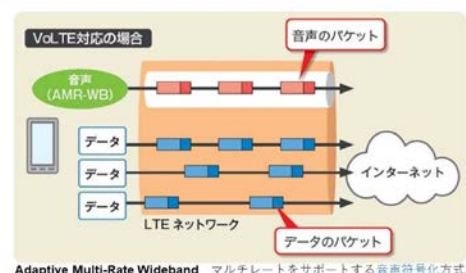 VoLTE対応の場合
音声のパケット
音声
(AMR-WB)
データ
データ
データ
インターネット
LTE ネットワーク
データのパケット
Adaptive Multi-Rate Wideband マルチレートをサポートする音声符号化方式